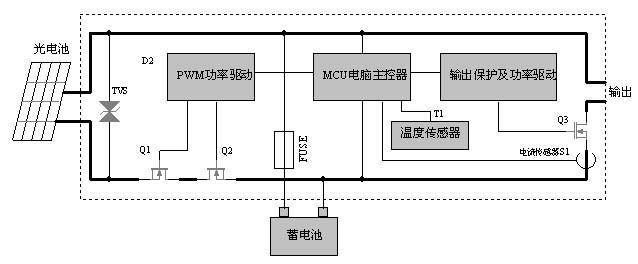 光电池
D2
PWM功率驱动
MCU电脑主控器
输出保护及功率驱动
输出
TVS
T1
温度传感器
Q3
Q1
Q2
FUSE
电流传感器S1
蓄电池